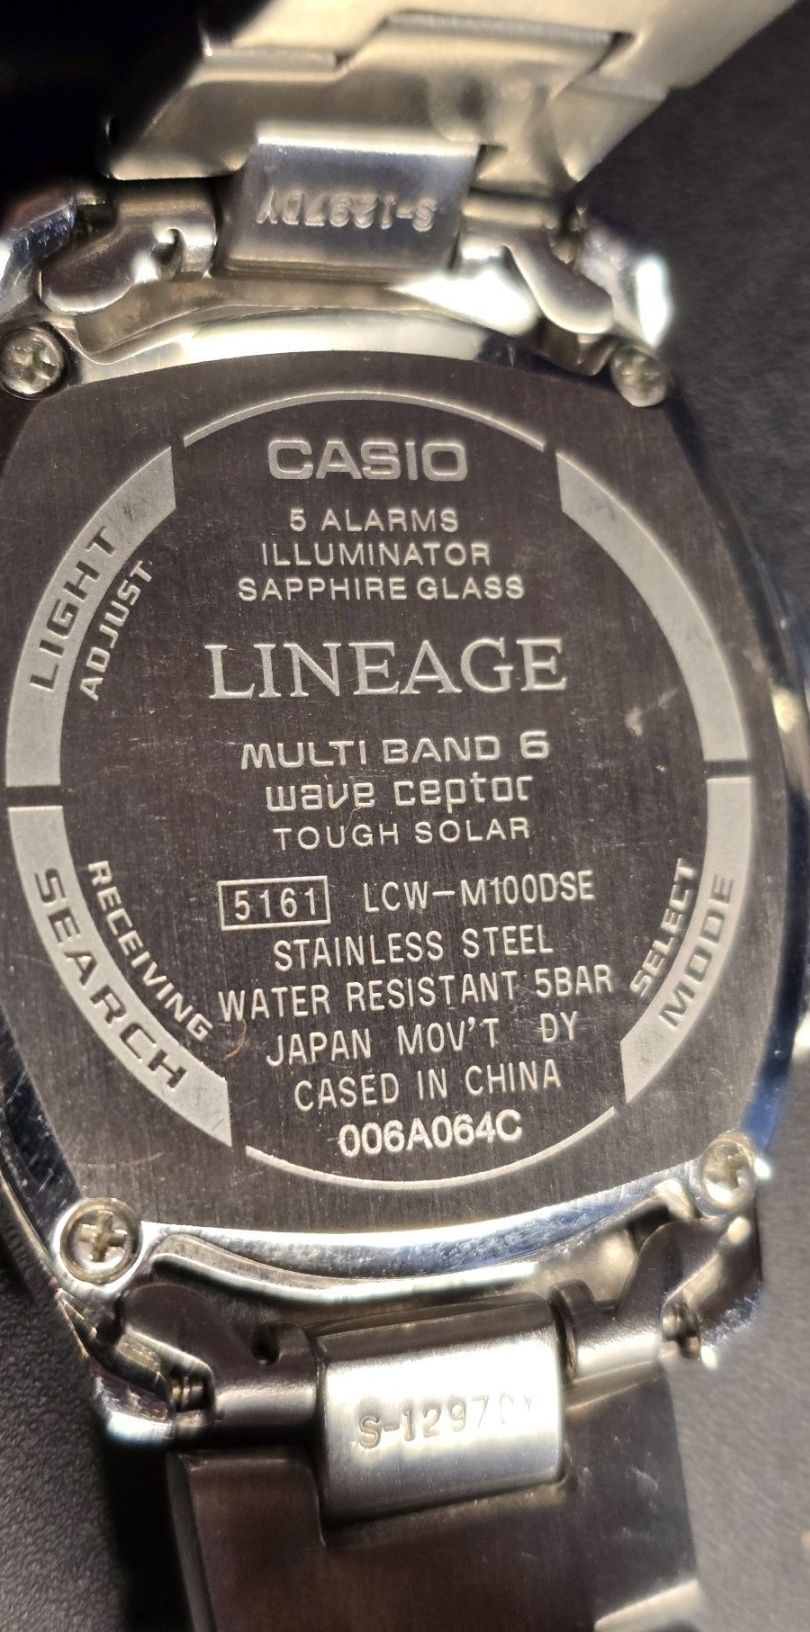 S-1297DY
CASIO
5 ALARMS
ILLUMINATOR
SAPPHIRE GLASS
LINEAGE
MULTI BAND 6
wave ceptor
TOUGH SOLAR
5161 LCW-M100DSE
STAINLESS STEEL
WATER RESISTANT 5BAR
JAPAN MOV'T DY
CASED IN CHINA
006A064C
LIGHT
ADJUST
RECEIVING
SEARCH
SELECT
MODE
S-1297DY